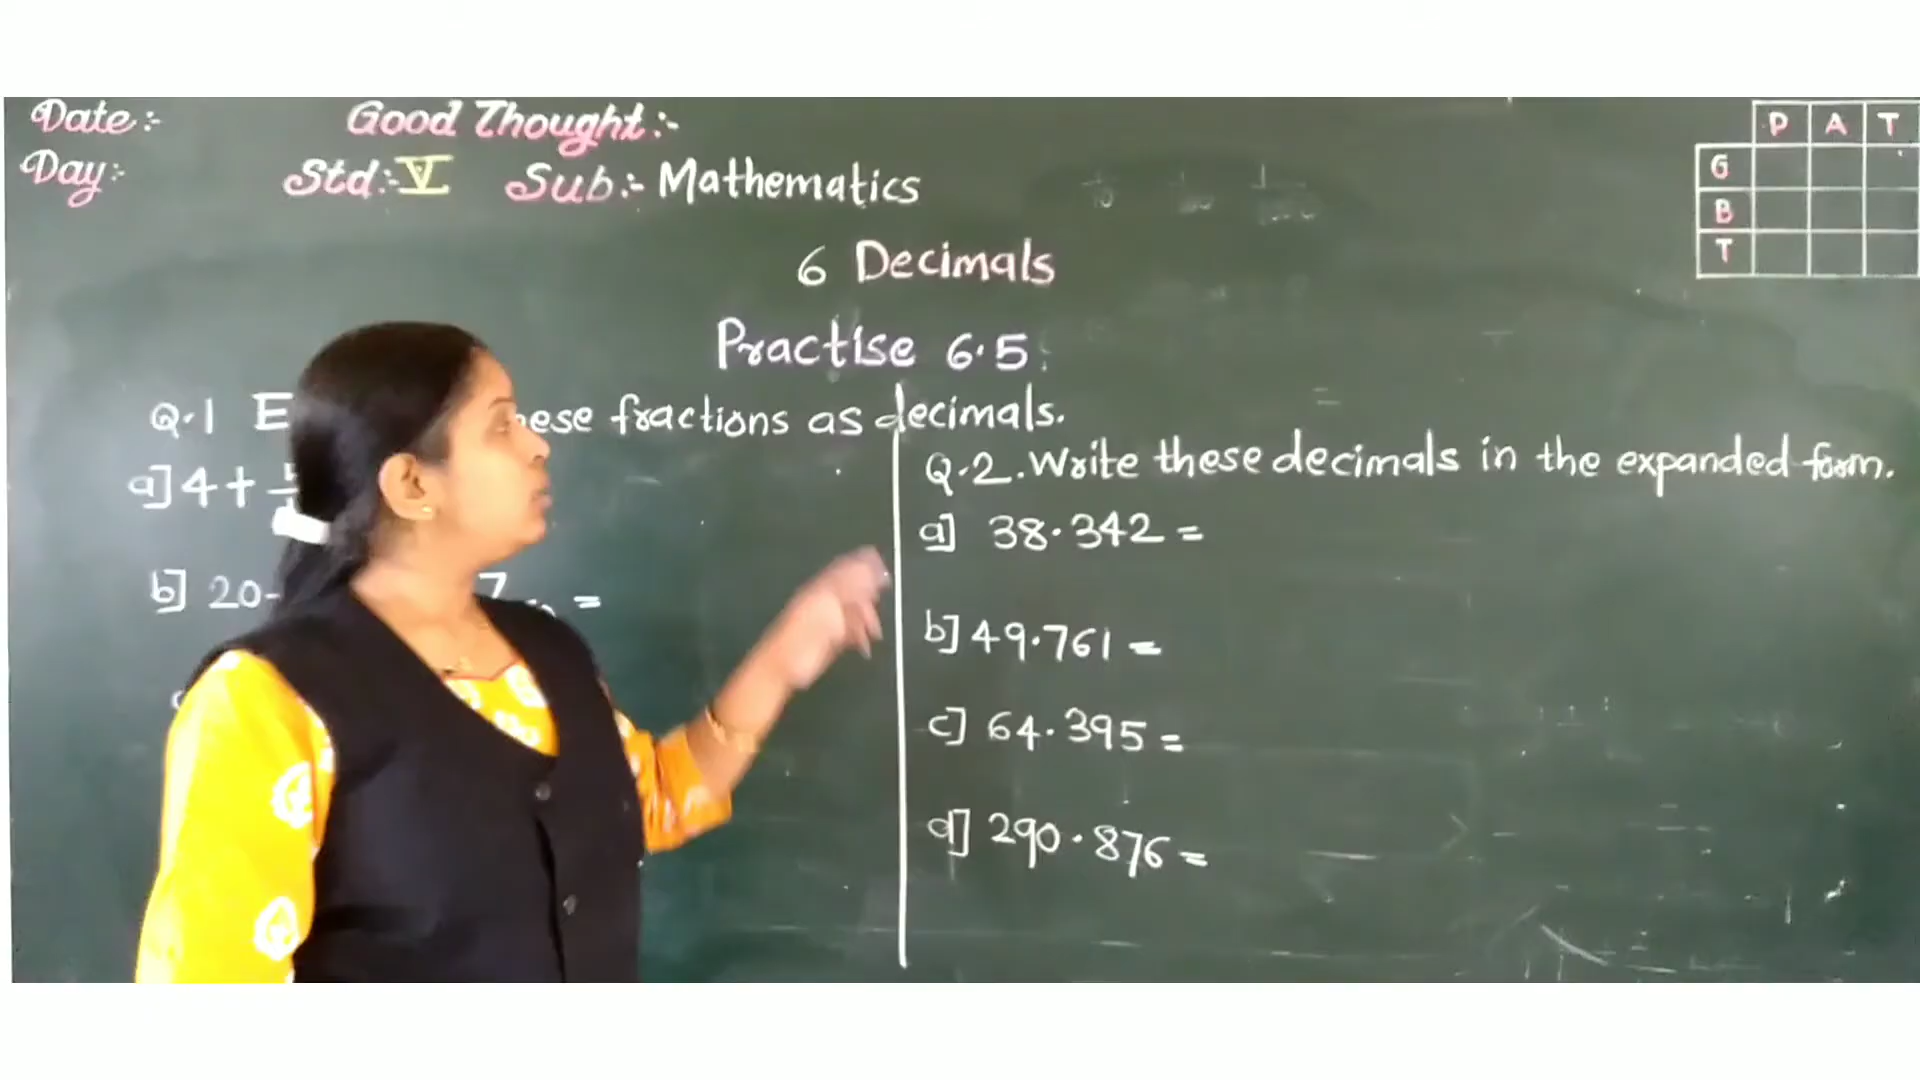 Date:-
Good Thought:-
Day:-
Std:- V Sub:- Mathematics
P A T
G
B
T
6 Decimals
Practise 6.5
Q.1 fractions as decimals.
a] 4 +
b] 20- 7 =
Q.2. Write these decimals in the expanded form.
a] 38.342 =
b] 49.761 =
c] 64.395 =
d] 290.876 =